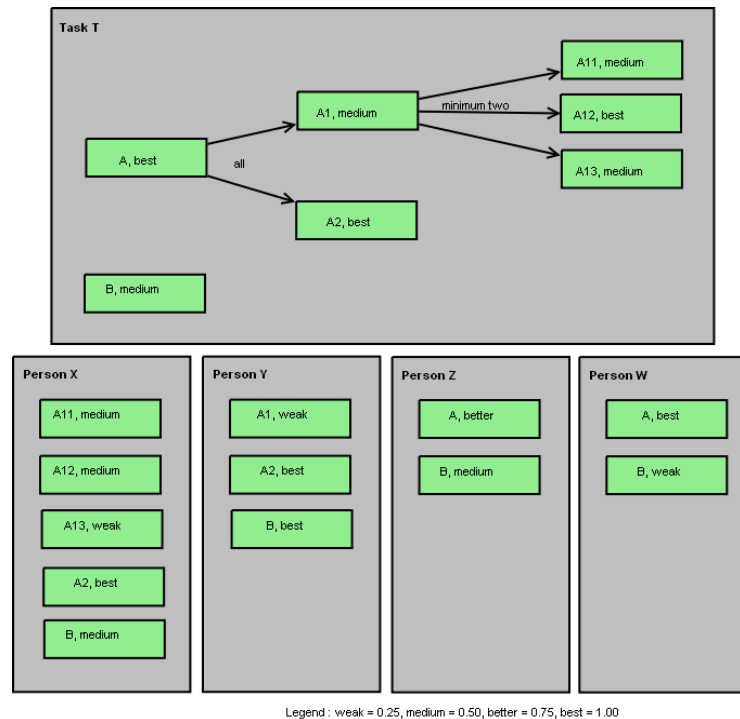 Task T
A11, medium
A1, medium
minimum two
A12, best
A, best
all
A13, medium
A2, best
B, medium
Person X
A11, medium
A12, medium
A13, weak
A2, best
B, medium
Person Y
A1, weak
A2, best
B, best
Person Z
A, better
B, medium
Person W
A, best
B, weak
Legend : weak = 0.25, medium = 0.50, better = 0.75, best = 1.00